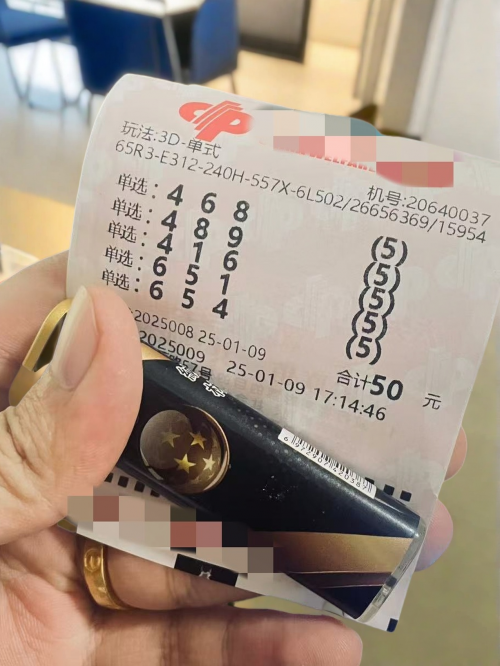 玩法:3D-单式
机号:20640037
65R3-E312-240H-557X-6L502/26656369/15954
单选: 4 6 8 (5)
单选: 4 8 9 (5)
单选: 4 1 6 (5)
单选: 6 5 1 (5)
单选: 6 5 4 (5)
:2025008 25-01-09 合计50 元
2025009 25-01-09 17:14:46
57号